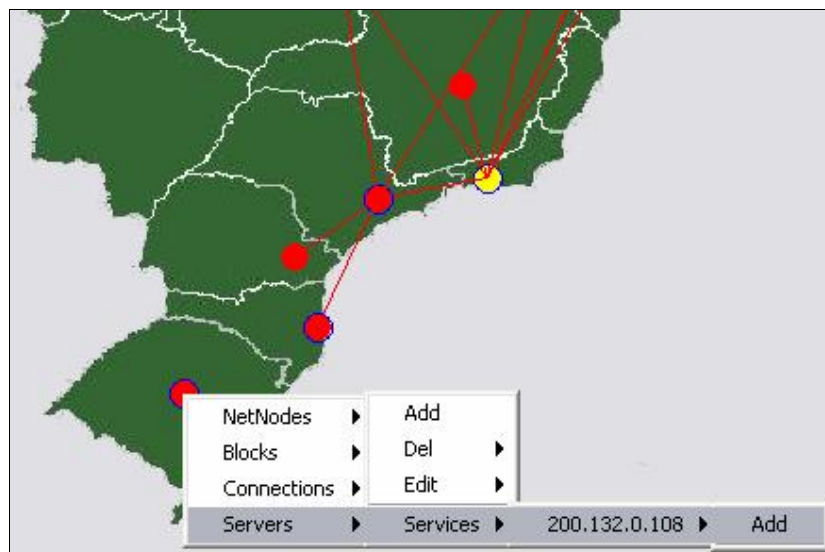 NetNodes
Blocks
Connections
Servers
Add
Del
Edit
Services
200.132.0.108
Add